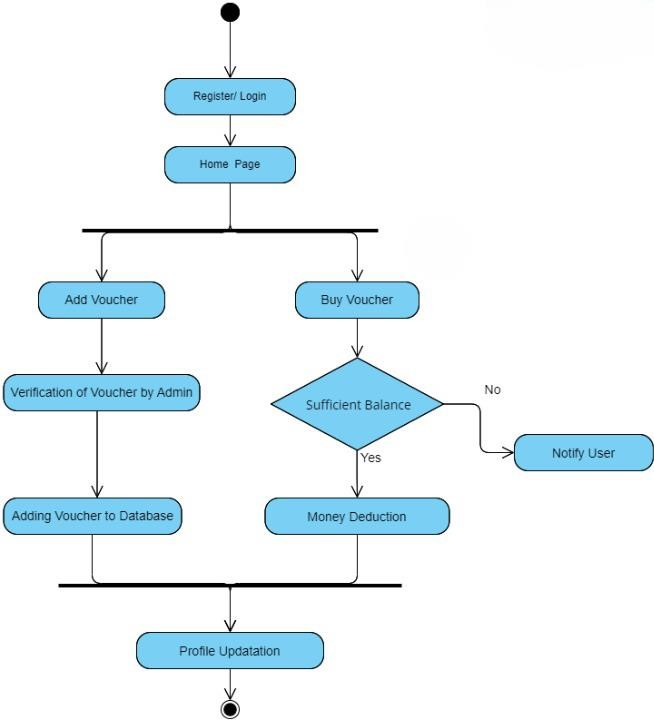 Register/ Login
Home Page
Add Voucher
Buy Voucher
Verification of Voucher by Admin
Sufficient Balance
No
Notify User
Yes
Adding Voucher to Database
Money Deduction
Profile Updatation